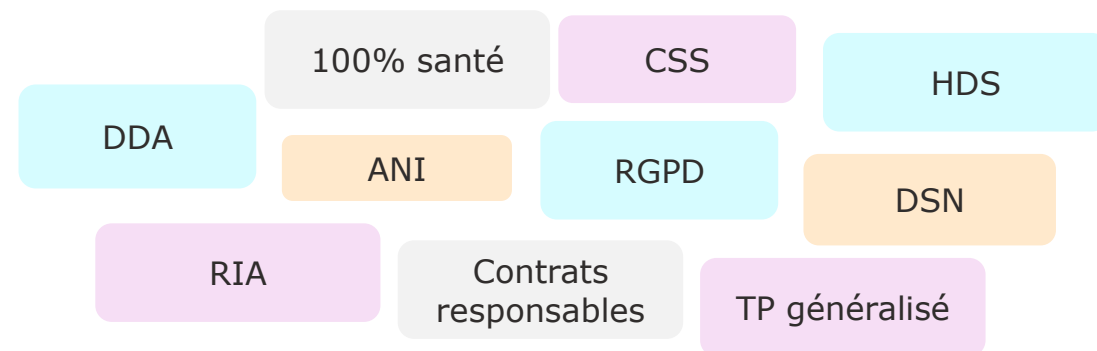 100% santé
CSS
HDS
DDA
ANI
RGPD
DSN
RIA
Contrats
responsables
TP généralisé